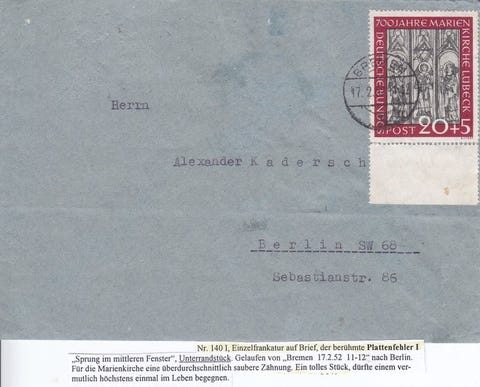 700 JAHRE MARIEN
KIRCHE LÜBECK
DEUTSCHE BUNDES
POST 20+5
BREMEN
17.2.
Herrn
Alexander Kadersch
Berlin SW 68
Sebastianstr. 86
Nr. 140 I, Einzelfrankatur auf Brief, der berühmte Plattenfehler I
„Sprung im mittleren Fenster“, Unterrandstück. Gelaufen von “Bremen 17.2.52 11-12“ nach Berlin.
Für die Marienkirche eine überdurchschnittlich saubere Zähnung. Ein tolles Stück, dürfte einem ver-
mutlich höchstens einmal im Leben begegnen.